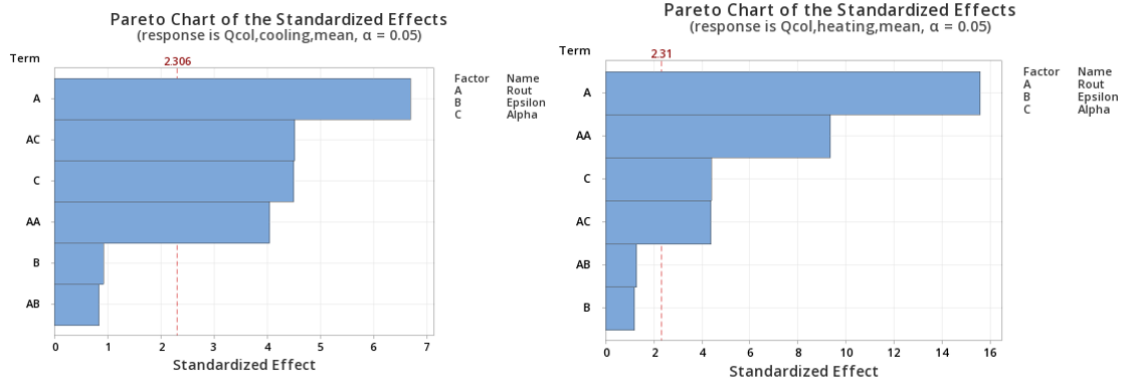 Pareto Chart of the Standardized Effects
(response is Qcol,cooling,mean, α = 0.05)
Term
2.306
A
AC
C
AA
B
AB
0 1 2 3 4 5 6 7
Standardized Effect
Factor Name
A Rout
B Epsilon
C Alpha
Pareto Chart of the Standardized Effects
(response is Qcol,heating,mean, α = 0.05)
Term
2.31
A
AA
C
AC
AB
B
0 2 4 6 8 10 12 14 16
Standardized Effect
Factor Name
A Rout
B Epsilon
C Alpha